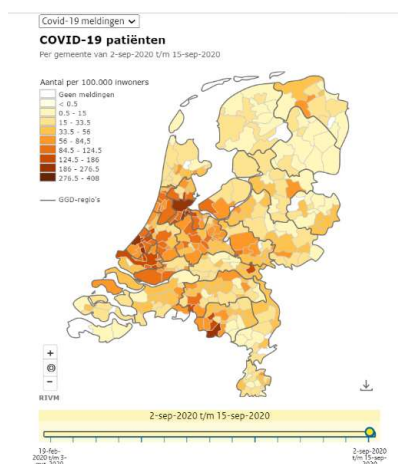 Covid-19 meldingen
COVID-19 patiënten
Per gemeente van 2-sep-2020 t/m 15-sep-2020
Aantal per 100.000 inwoners
Geen meldingen
< 0.5
0.5 - 15
15 - 33.5
33.5 - 56
56 - 84,5
84.5 - 124.5
124.5 - 186
186 - 276.5
276.5 - 408
GGD-regio's
+
−
RIVM
2-sep-2020 t/m 15-sep-2020
19-feb-
2020 t/m 3-
2-sep-2020
t/m 15-sep-
2020